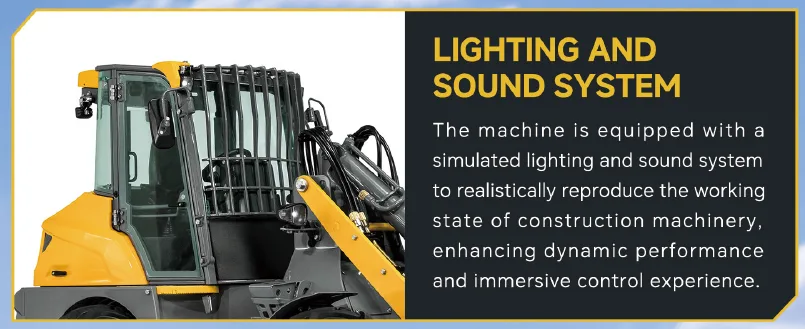 LIGHTING AND
SOUND SYSTEM
The machine is equipped with a
simulated lighting and sound system
to realistically reproduce the working
state of construction machinery,
enhancing dynamic performance
and immersive control experience.